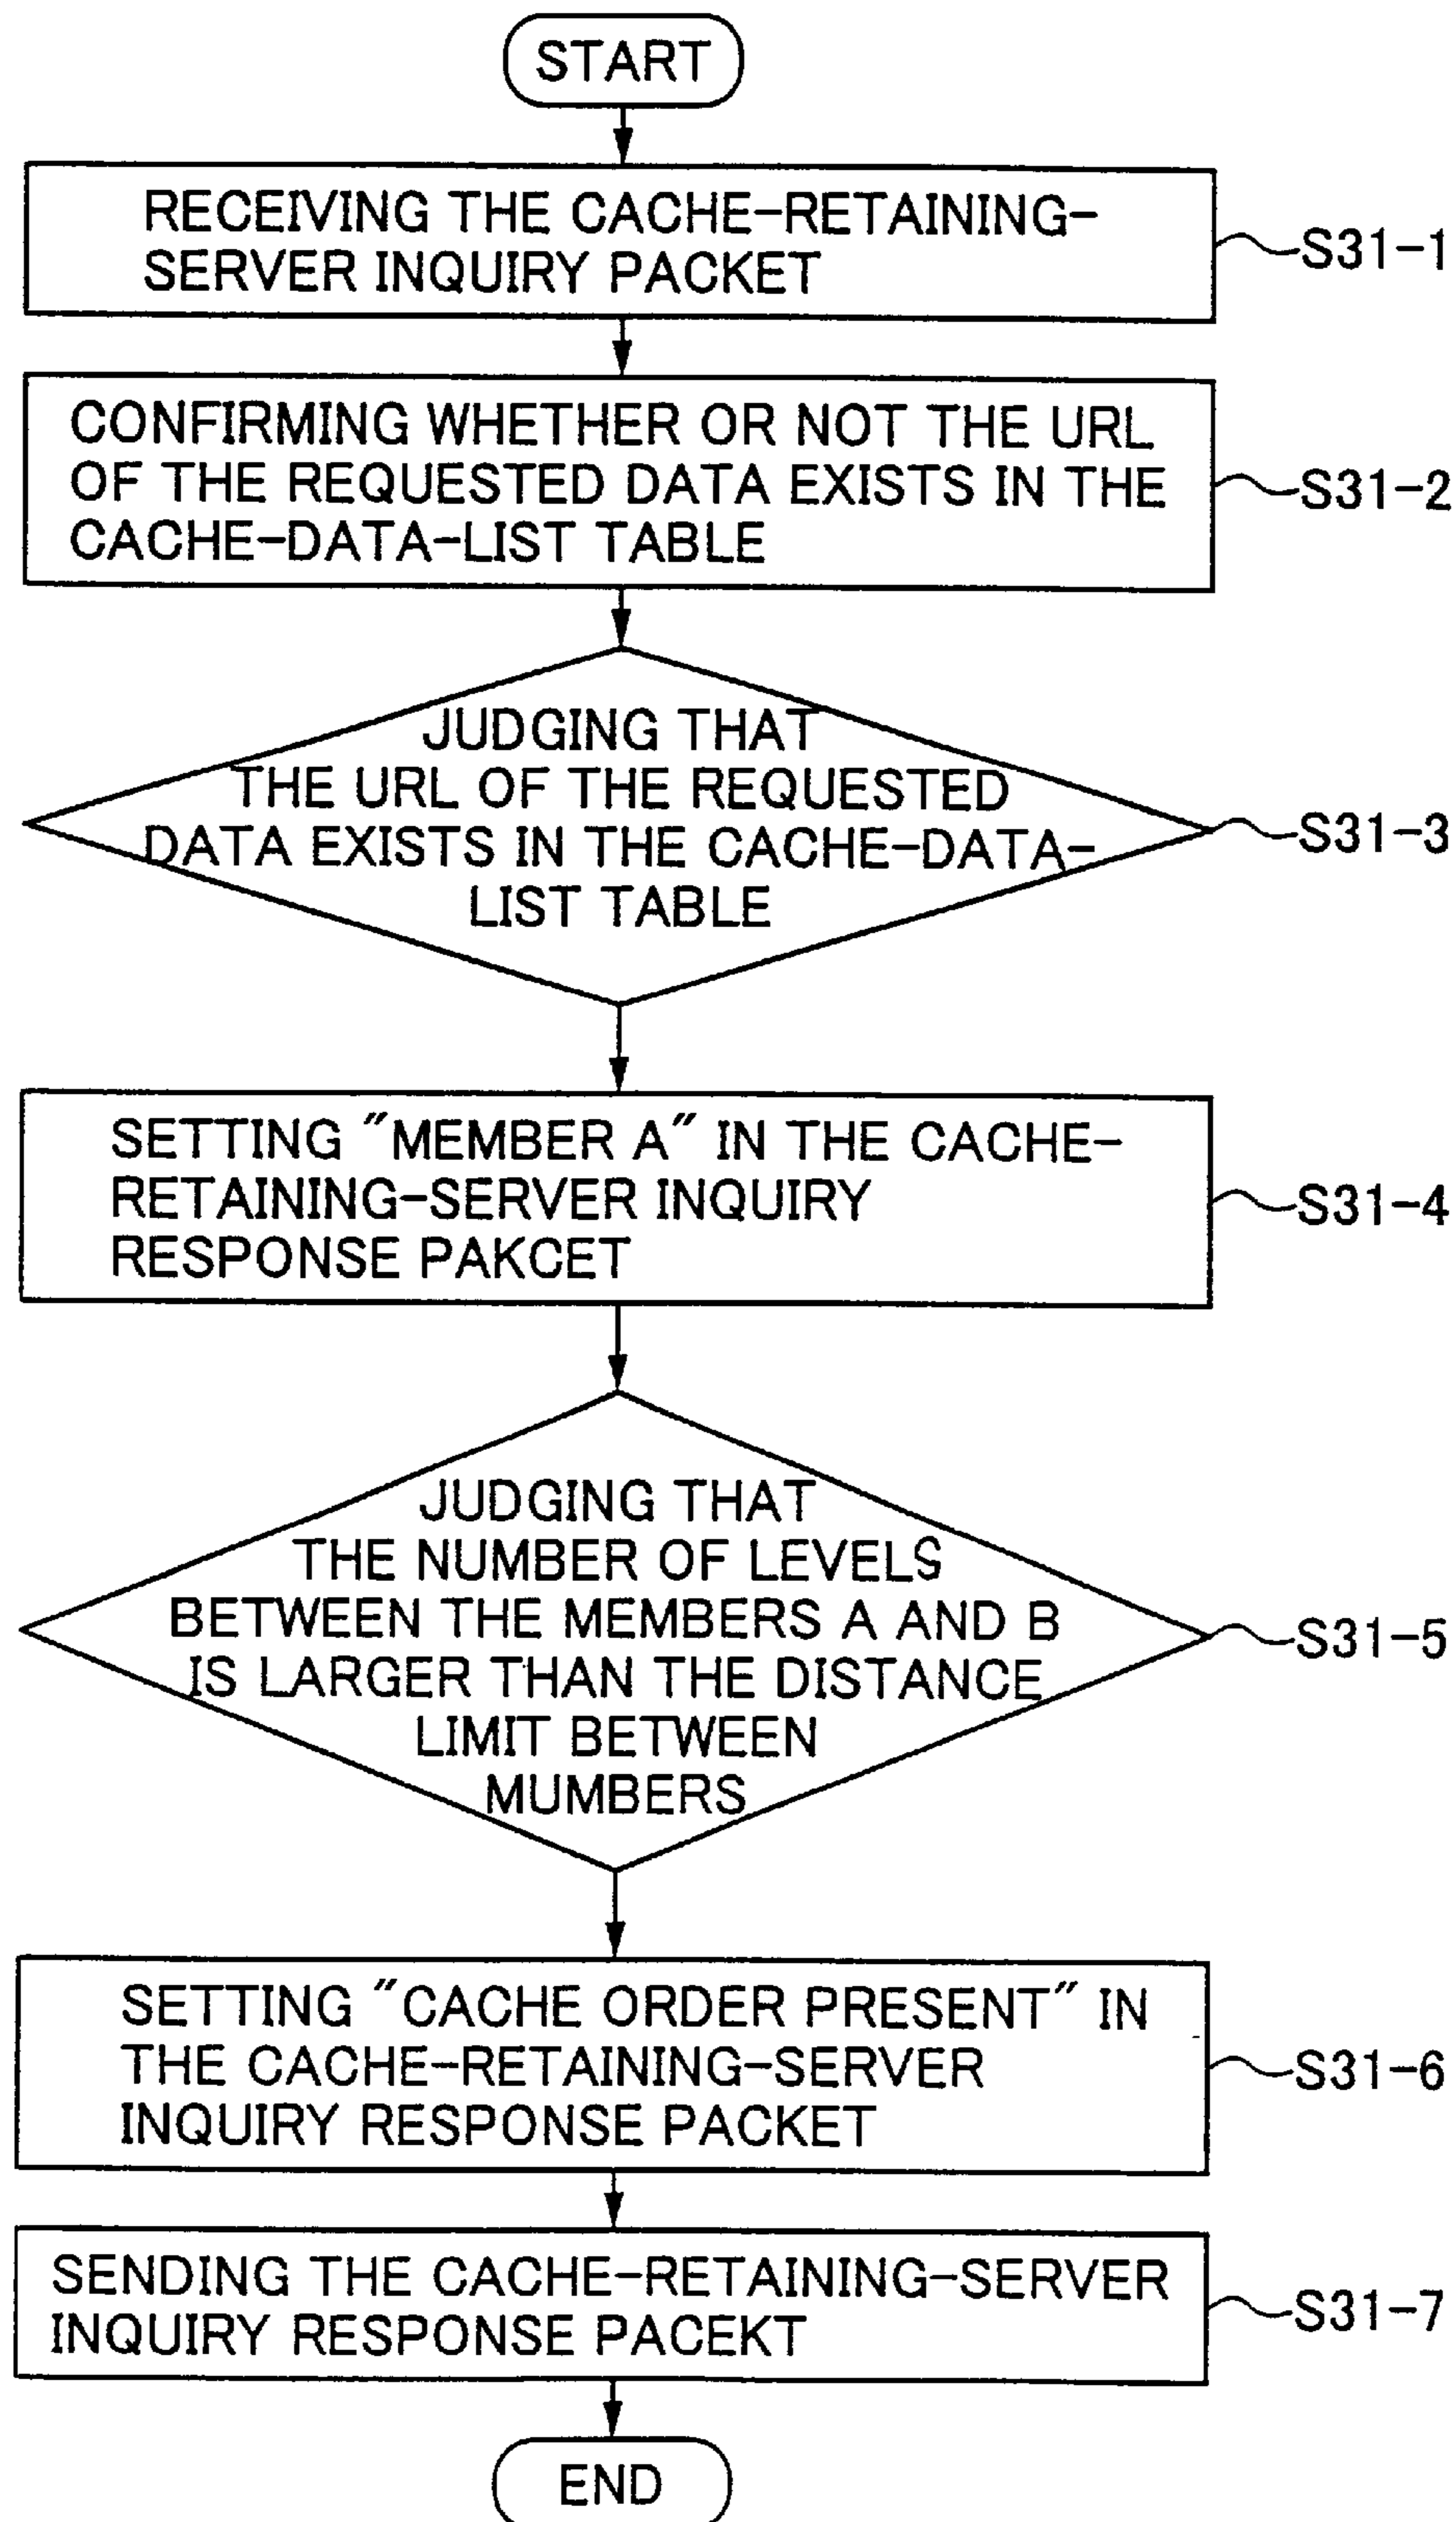 START
RECEIVING THE CACHE-RETAINING-
SERVER INQUIRY PACKET
S31-1
CONFIRMING WHETHER OR NOT THE URL
OF THE REQUESTED DATA EXISTS IN THE
CACHE-DATA-LIST TABLE
S31-2
JUDGING THAT
THE URL OF THE REQUESTED
DATA EXISTS IN THE CACHE-DATA-
LIST TABLE
S31-3
SETTING "MEMBER A" IN THE CACHE-
RETAINING-SERVER INQUIRY
RESPONSE PAKCET
S31-4
JUDGING THAT
THE NUMBER OF LEVELS
BETWEEN THE MEMBERS A AND B
IS LARGER THAN THE DISTANCE
LIMIT BETWEEN
MUMBERS
S31-5
SETTING "CACHE ORDER PRESENT" IN
THE CACHE-RETAINING-SERVER
INQUIRY RESPONSE PACKET
S31-6
SENDING THE CACHE-RETAINING-SERVER
INQUIRY RESPONSE PACEKT
S31-7
END